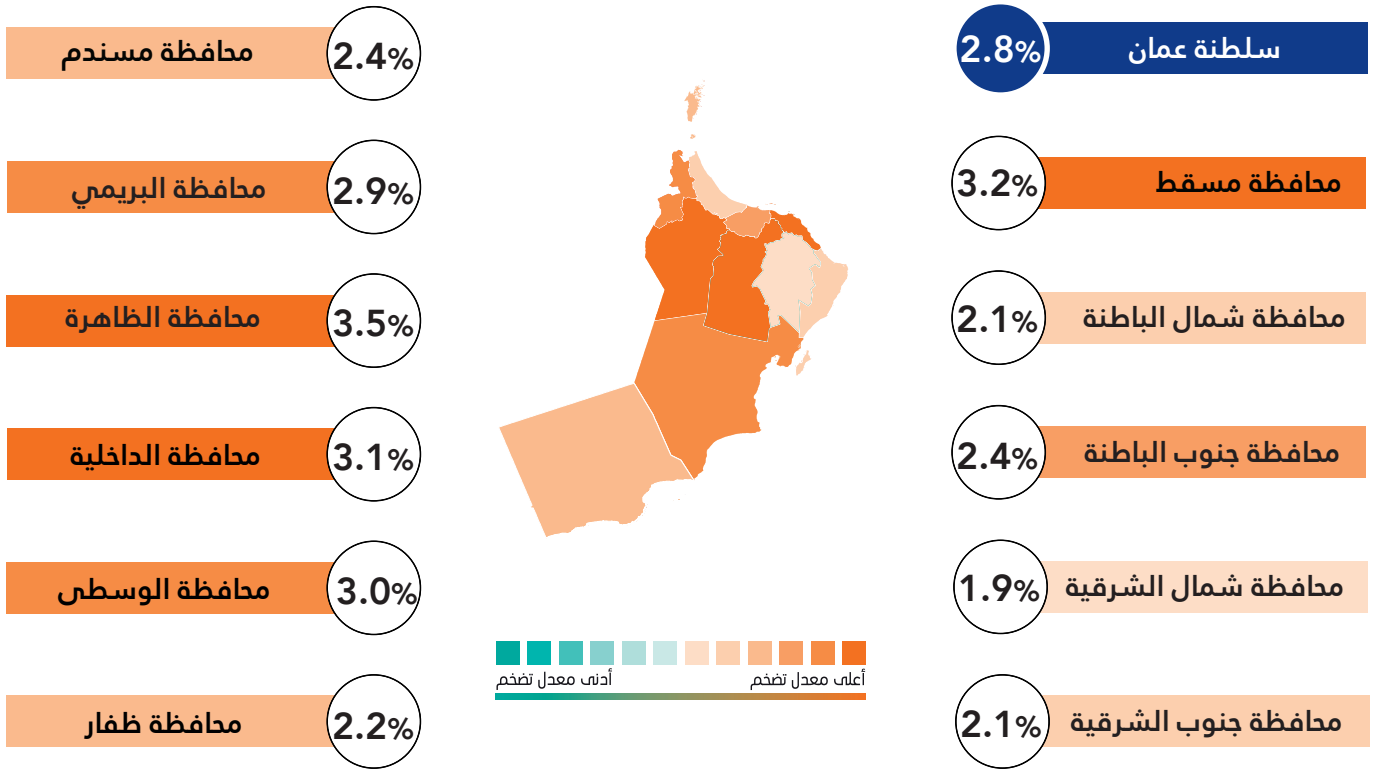 سلطنة عمان
2.8%
محافظة مسقط
3.2%
محافظة شمال الباطنة
2.1%
محافظة جنوب الباطنة
2.4%
محافظة شمال الشرقية
1.9%
محافظة جنوب الشرقية
2.1%
أعلى معدل تضخم
أدنى معدل تضخم
محافظة مسندم
2.4%
محافظة البريمي
2.9%
محافظة الظاهرة
3.5%
محافظة الداخلية
3.1%
محافظة الوسطى
3.0%
محافظة ظفار
2.2%